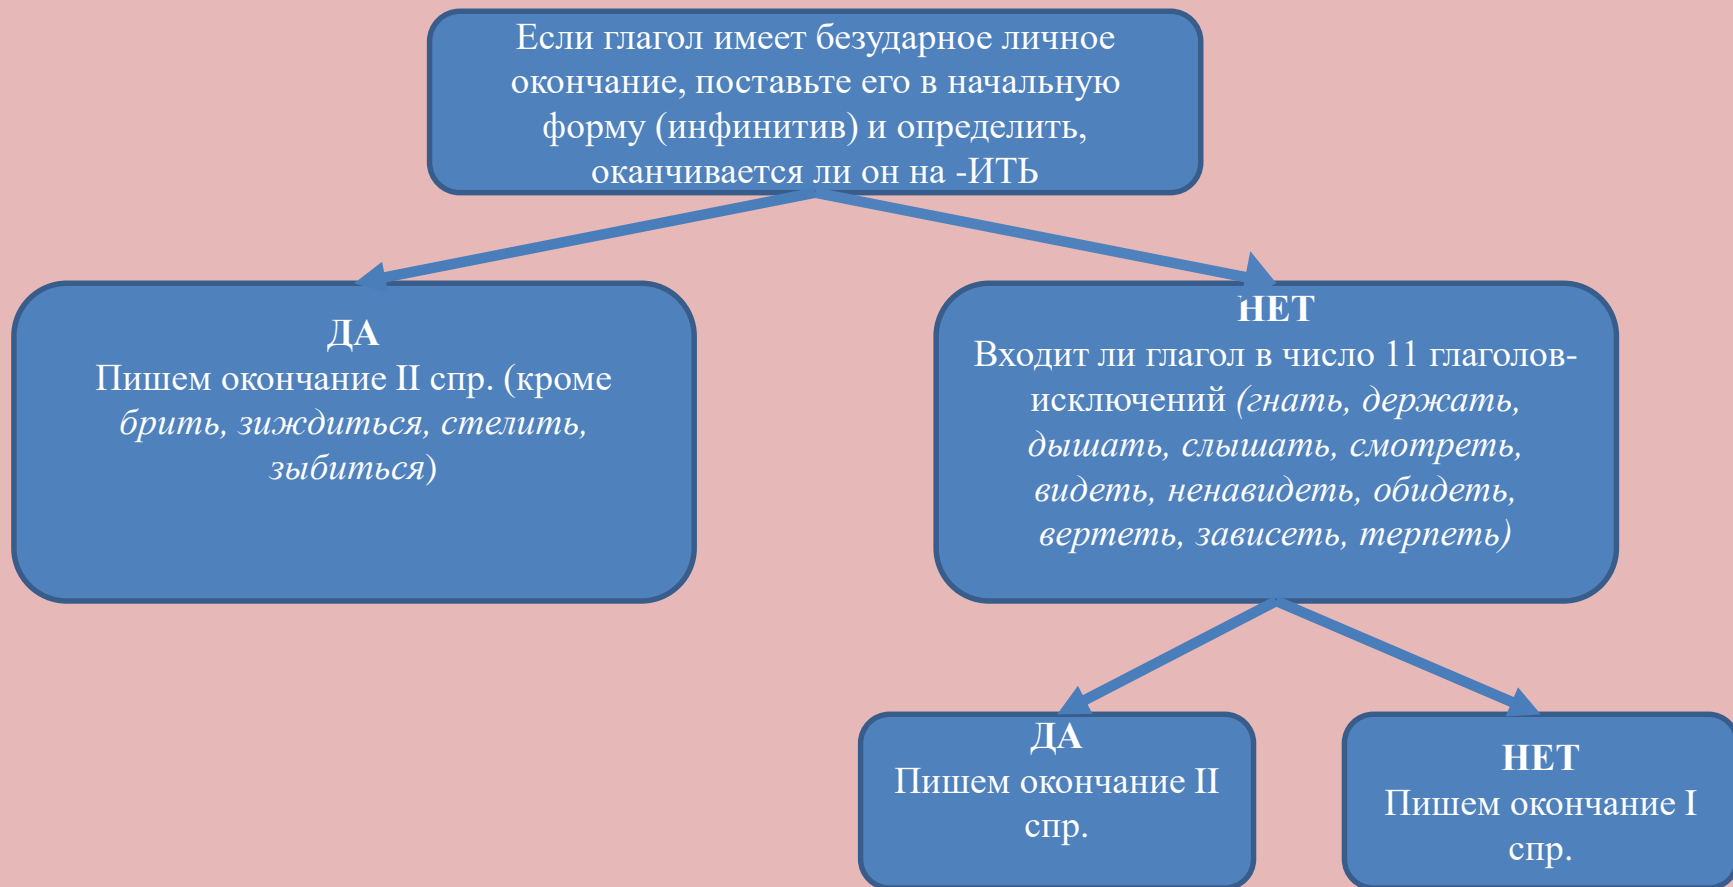 Если глагол имеет безударное личное
окончание, поставьте его в начальную
форму (инфинитив) и определить,
оканчивается ли он на -ИТЬ
ДА
Пишем окончание II спр. (кроме
брить, зиждиться, стелить,
зыбиться)
НЕТ
Входит ли глагол в число 11 глаголов-
исключений (гнать, держать,
дышать, слышать, смотреть,
видеть, ненавидеть, обидеть,
вертеть, зависеть, терпеть)
ДА
Пишем окончание II
спр.
НЕТ
Пишем окончание I
спр.